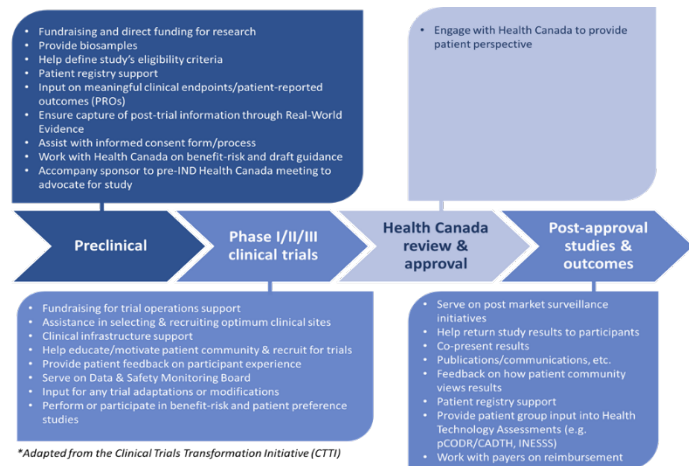 • Fundraising and direct funding for research
• Provide biosamples
• Help define study's eligibility criteria
• Patient registry support
• Input on meaningful clinical endpoints/patient-reported
outcomes (PROs)
• Ensure capture of post-trial information through Real-World
Evidence
• Assist with informed consent form/process
• Work with Health Canada on benefit-risk and draft guidance
• Accompany sponsor to pre-IND Health Canada meeting to
advocate for study
• Engage with Health Canada to provide
patient perspective
Preclinical
Phase I/II/III
clinical trials
Health Canada
review &
approval
Post-approval
studies &
outcomes
• Fundraising for trial operations support
• Assistance in selecting & recruiting optimum clinical sites
• Clinical infrastructure support
• Help educate/motivate patient community & recruit for trials
• Provide patient feedback on participant experience
• Serve on Data & Safety Monitoring Board
• Input for any trial adaptations or modifications
• Perform or participate in benefit-risk and patient preference
studies
• Serve on post market surveillance
initiatives
• Help return study results to participants
• Co-present results
• Publications/communications, etc.
• Feedback on how patient community
views results
• Patient registry support
• Provide patient group input into Health
Technology Assessments (e.g.
pCODR/CADTH, INESSS)
• Work with payers on reimbursement
*Adapted from the Clinical Trials Transformation Initiative (CTTI)